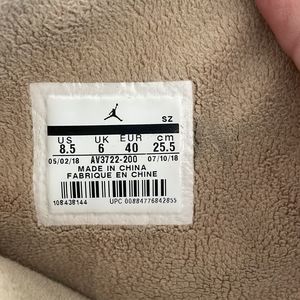 SZ
US UK EUR cm
8.5 6 40 25.5
05/02/18 AV3722-200 07/10/18
MADE IN CHINA
FABRIQUE EN CHINE
108438144 UPC 00884776842855